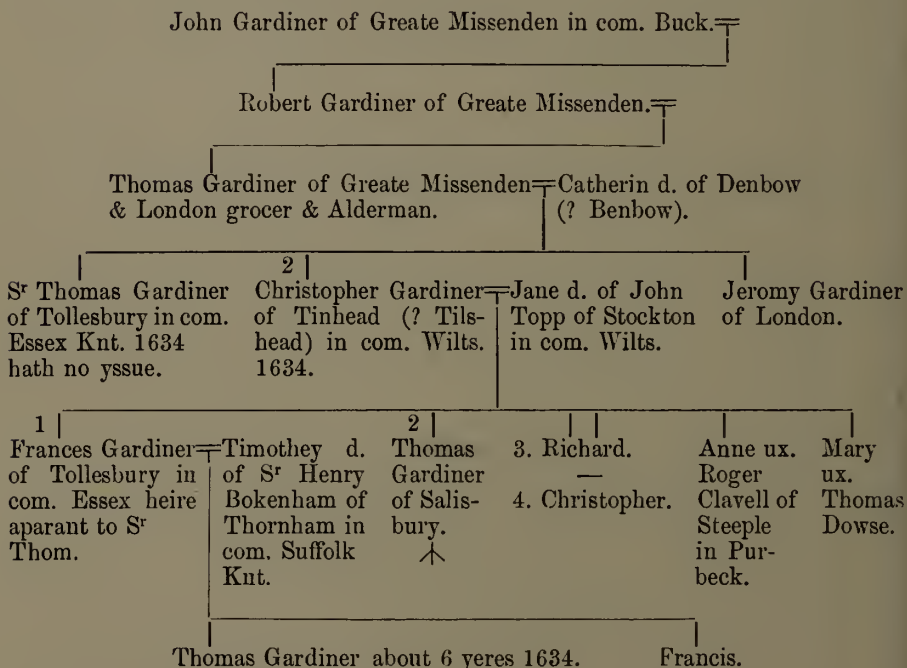 John Gardiner of Greate Missenden in com. Buck.
Robert Gardiner of Greate Missenden.
Thomas Gardiner of Greate Missenden
& London grocer & Alderman.
Catherin d. of Denbow
(? Benbow).
Sʳ Thomas Gardiner
of Tollesbury in com.
Essex Knt. 1634
hath no yssue.
2
Christopher Gardiner
of Tinhead (? Tils-
head) in com. Wilts.
1634.
Jane d. of John
Topp of Stockton
in com. Wilts.
Jeromy Gardiner
of London.
1
Frances Gardiner
of Tollesbury in
com. Essex heire
aparant to Sʳ
Thom.
Timothey d.
of Sʳ Henry
Bokenham of
Thornham in
com. Suffolk
Knt.
2
Thomas
Gardiner
of Salis-
bury.
3. Richard.
—
4. Christopher.
Anne ux.
Roger
Clavell of
Steeple
in Pur-
beck.
Mary
ux.
Thomas
Dowse.
Thomas Gardiner about 6 yeres 1634.
Francis.